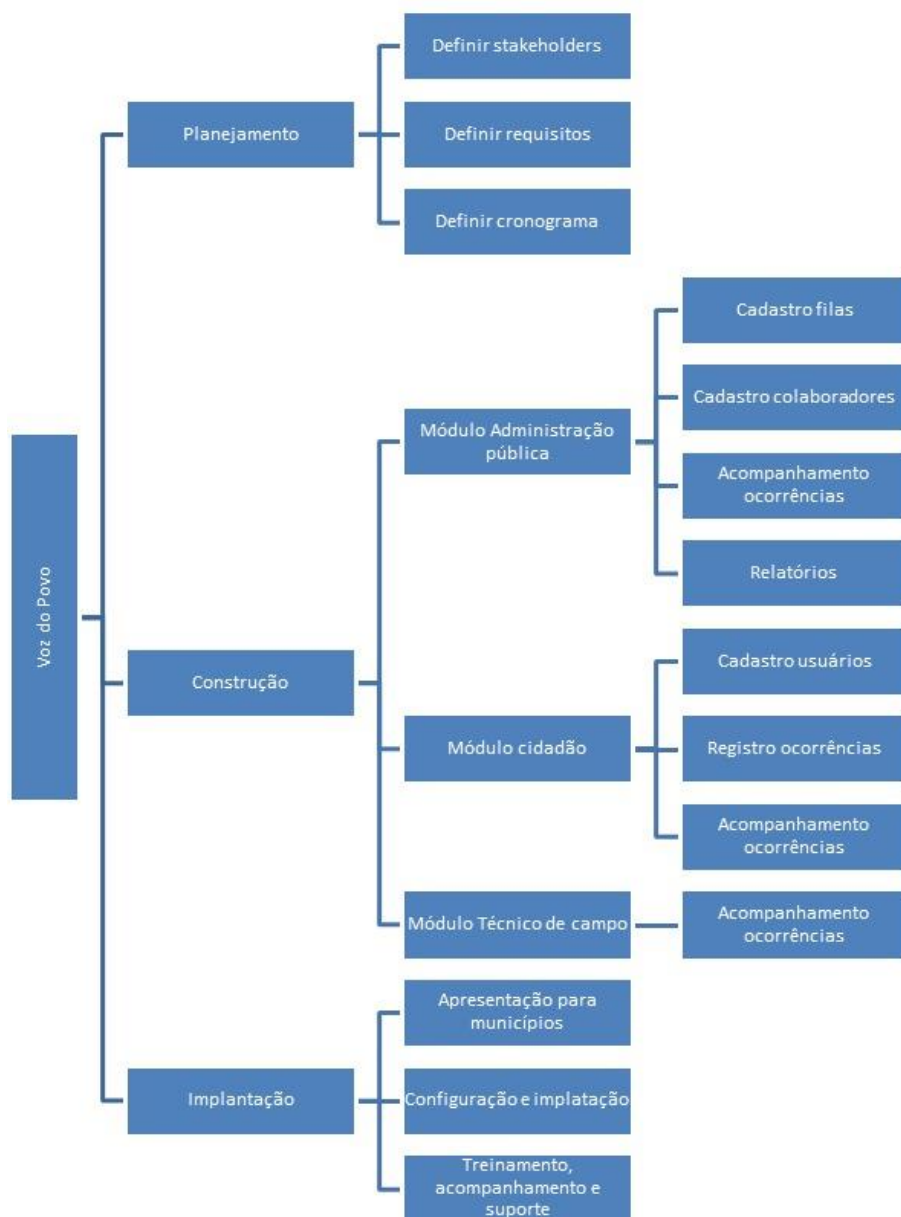 Voz do Povo
Planejamento
Definir stakeholders
Definir requisitos
Definir cronograma
Construção
Módulo Administração
pública
Cadastro filas
Cadastro colaboradores
Acompanhamento
ocorrências
Relatórios
Módulo cidadão
Cadastro usuários
Registro ocorrências
Acompanhamento
ocorrências
Módulo Técnico de campo
Acompanhamento
ocorrências
Implantação
Apresentação para
municípios
Configuração e implatação
Treinamento,
acompanhamento e
suporte